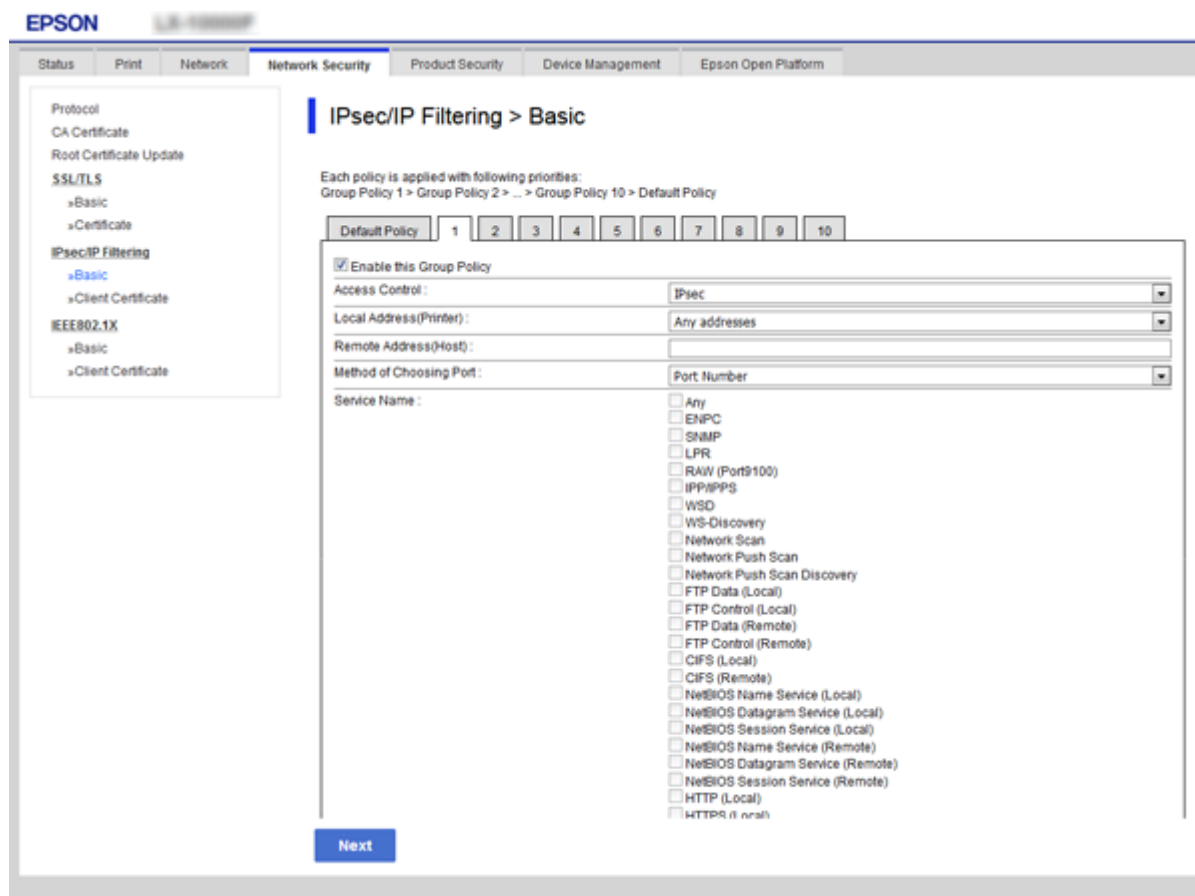 EPSON
Status Print Network Network Security Product Security Device Management Epson Open Platform
Protocol
CA Certificate
Root Certificate Update
SSL/TLS
»Basic
»Certificate
IPsec/IP Filtering
»Basic
»Client Certificate
IEEE802.1X
»Basic
»Client Certificate
IPsec/IP Filtering > Basic
Each policy is applied with following priorities:
Group Policy 1 > Group Policy 2 > ... > Group Policy 10 > Default Policy
Default Policy 1 2 3 4 5 6 7 8 9 10
Enable this Group Policy
Access Control : IPsec
Local Address(Printer) : Any addresses
Remote Address(Host) :
Method of Choosing Port : Port Number
Service Name : Any
ENPC
SNMP
LPR
RAW (Port9100)
IPP/IPPS
WSD
WS-Discovery
Network Scan
Network Push Scan
Network Push Scan Discovery
FTP Data (Local)
FTP Control (Local)
FTP Data (Remote)
FTP Control (Remote)
CIFS (Local)
CIFS (Remote)
NetBIOS Name Service (Local)
NetBIOS Datagram Service (Local)
NetBIOS Session Service (Local)
NetBIOS Name Service (Remote)
NetBIOS Datagram Service (Remote)
NetBIOS Session Service (Remote)
HTTP (Local)
HTTPS (Local)
Next